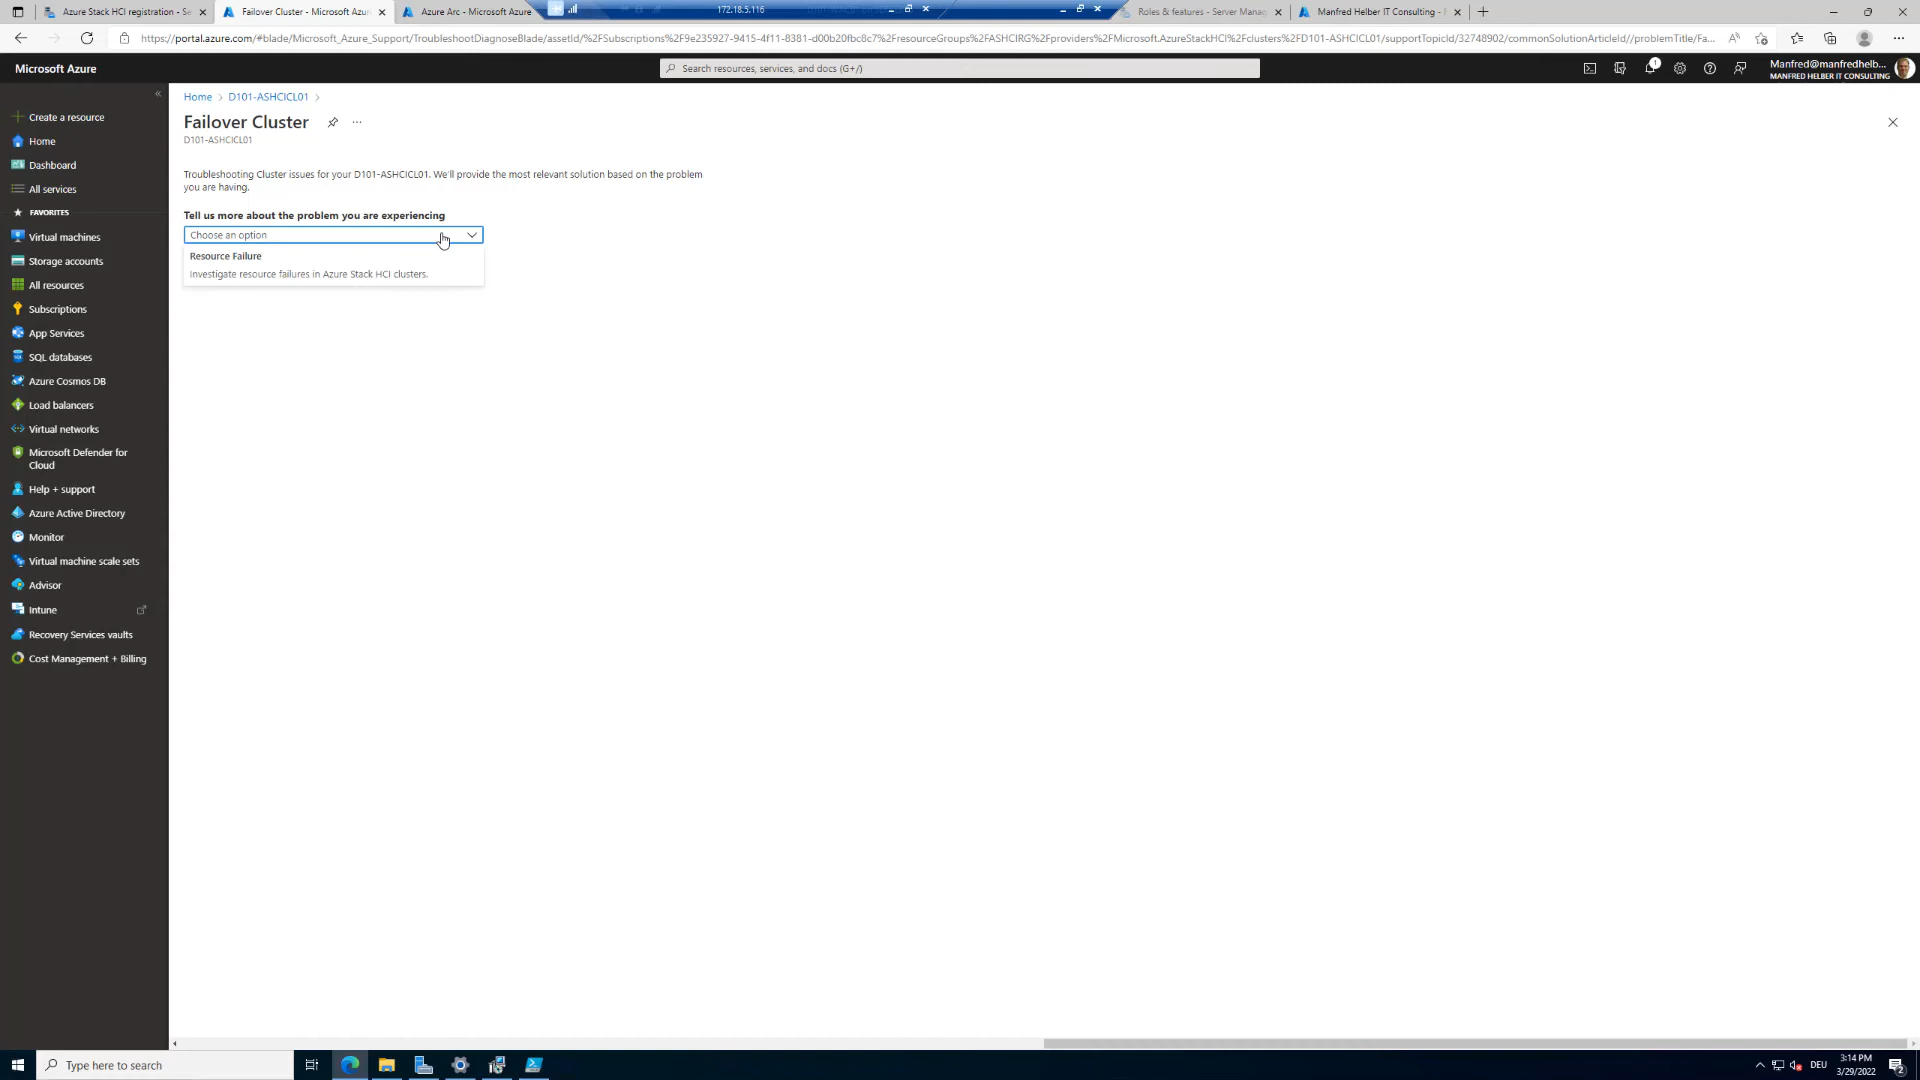 Azure Stack HCI registration - Se
Failover Cluster - Microsoft Azur
Azure Arc - Microsoft Azure
172.18.5.116
Roles & features - Server Manag
Manfred Helber IT Consulting -
https://portal.azure.com/#blade/Microsoft_Azure_Support/TroubleshootDiagnoseBlade/assetId/%2FSubscriptions%2F9e235927-9415-4f11-8381-d00b20fbc8c7%2FresourceGroups%2FASHCIRG%2Fproviders%2FMicrosoft.AzureStackHCI%2Fclusters%2FD101-ASHCICL01/supportTopicId/32748902/commonSolutionArticleId//problemTitle/Fa...
Microsoft Azure
Search resources, services, and docs (G+/)
1
Manfred@manfredhelb...
MANFRED HELBER IT CONSULTING
Create a resource
Home
Dashboard
All services
FAVORITES
Virtual machines
Storage accounts
All resources
Subscriptions
App Services
SQL databases
Azure Cosmos DB
Load balancers
Virtual networks
Microsoft Defender for
Cloud
Help + support
Azure Active Directory
Monitor
Virtual machine scale sets
Advisor
Intune
Recovery Services vaults
Cost Management + Billing
Home > D101-ASHCICL01 >
Failover Cluster
D101-ASHCICL01
Troubleshooting Cluster issues for your D101-ASHCICL01. We'll provide the most relevant solution based on the problem
you are having.
Tell us more about the problem you are experiencing
Choose an option
Resource Failure
Investigate resource failures in Azure Stack HCI clusters.
Type here to search
DEU
3:14 PM
3/29/2022
2